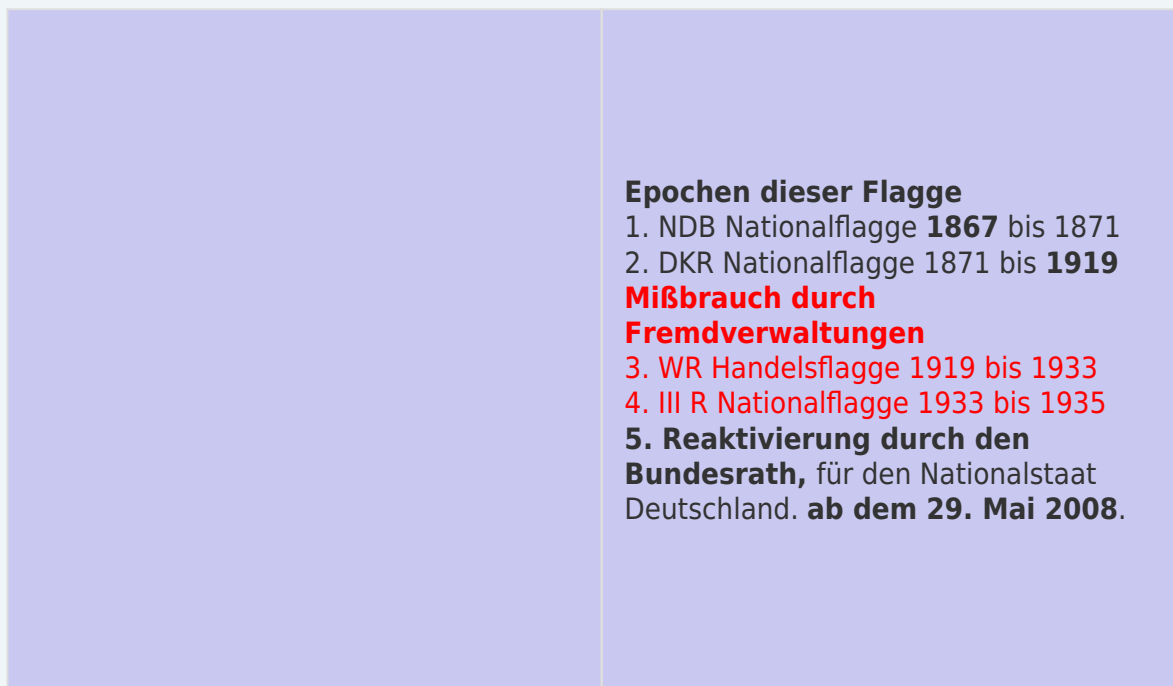 Epochen dieser Flagge
1. NDB Nationalflagge 1867 bis 1871
2. DKR Nationalflagge 1871 bis 1919
Mißbrauch durch
Fremdverwaltungen
3. WR Handelsflagge 1919 bis 1933
4. III R Nationalflagge 1933 bis 1935
5. Reaktivierung durch den
Bundesrath, für den Nationalstaat
Deutschland. ab dem 29. Mai 2008.